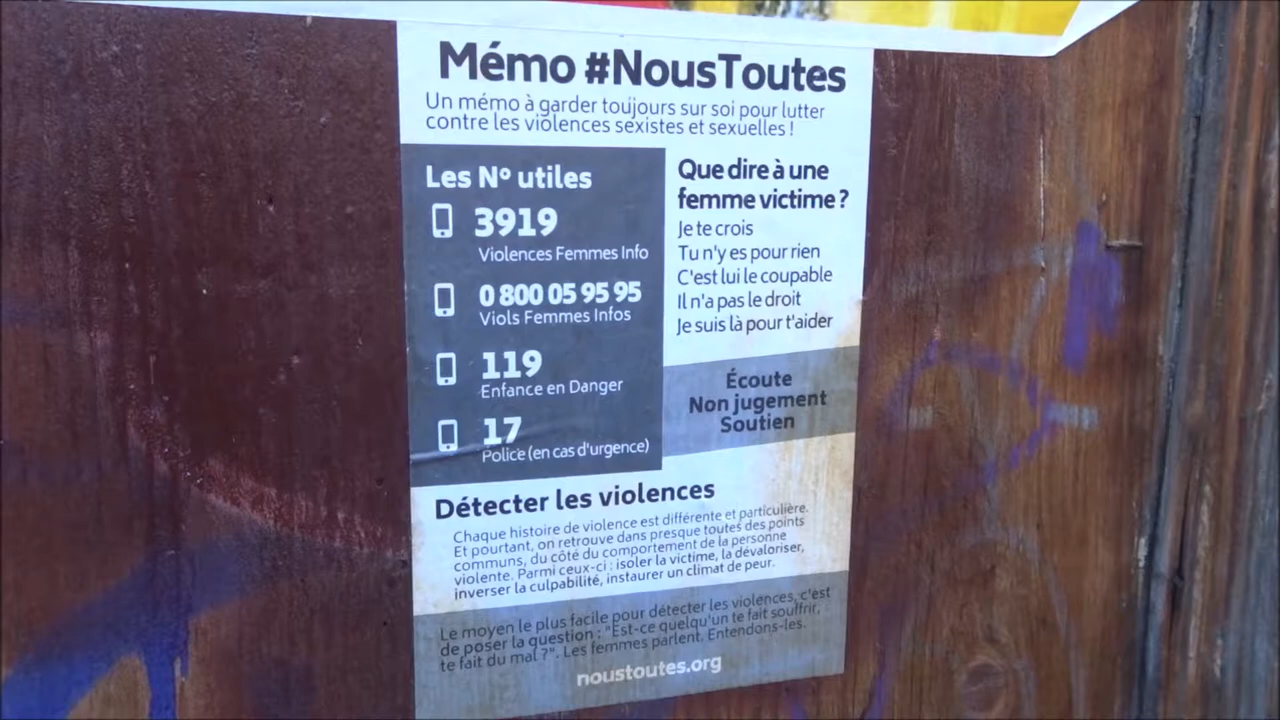 Mémo #NousToutes
Un mémo à garder toujours sur soi pour lutter
contre les violences sexistes et sexuelles !
Les Nº utiles
3919
Violences Femmes Info
0 800 05 95 95
Viols Femmes Infos
119
Enfance en Danger
17
Police (en cas d'urgence)
Que dire à une
femme victime ?
Je te crois
Tu n'y es pour rien
C'est lui le coupable
Il n'a pas le droit
Je suis là pour t'aider
Écoute
Non jugement
Soutien
Détecter les violences
Chaque histoire de violence est différente et particulière.
Et pourtant, on retrouve dans presque toutes des points
communs, du côté du comportement de la personne
violente. Parmi ceux-ci : isoler la victime, la dévaloriser,
inverser la culpabilité, instaurer un climat de peur.
Le moyen le plus facile pour détecter les violences, c'est
de poser la question : "Est-ce quelqu'un te fait souffrir,
te fait du mal ?". Les femmes parlent. Entendons-les.
noustoutes.org